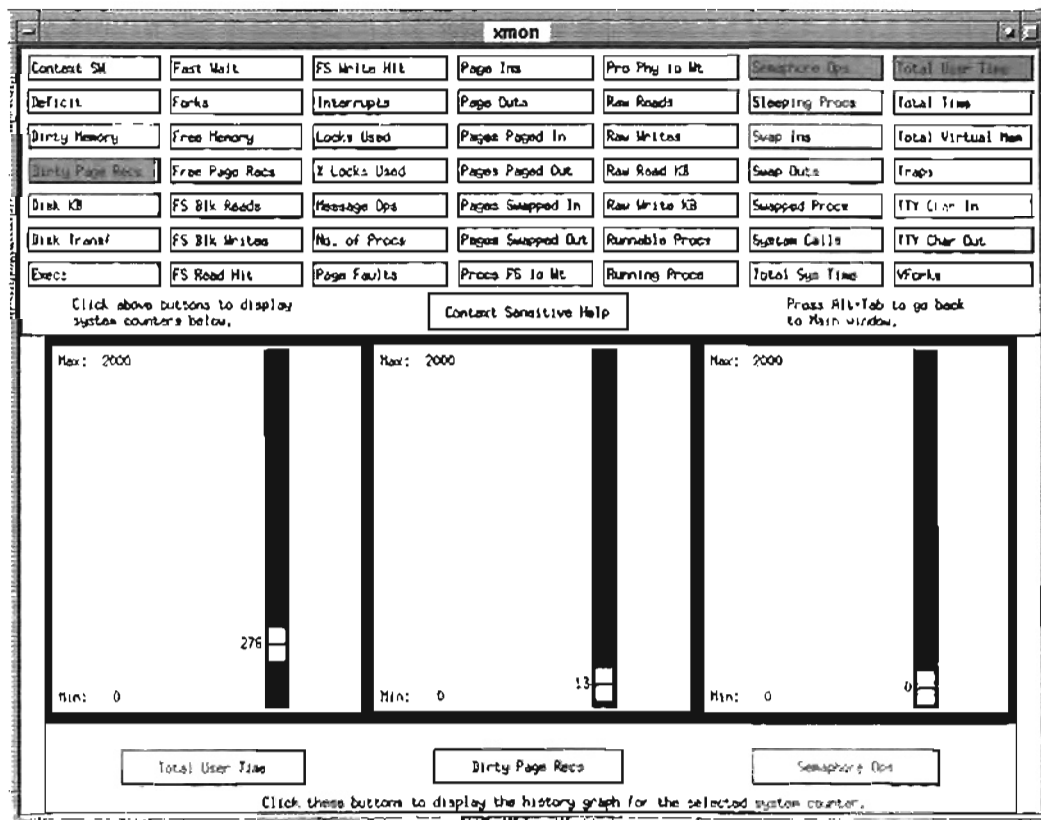 xmon
Context SW Fast Wait FS Write Hit Page Ins Pro Phy Io Wt Semaphore Ops Total User Time
Deficit Forks Interrupts Page Outs Raw Reads Sleeping Procs Total Time
Dirty Memory Free Memory Locks Used Pages Paged In Raw Writes Swap Ins Total Virtual Mem
Dirty Page Recs Free Page Recs % Locks Used Pages Paged Out Raw Read KB Swap Outs Traps
Disk KB FS Blk Reads Message Ops Pages Swapped In Raw Write KB Swapped Procs TTY Char In
Disk Transf FS Blk Writes No. of Procs Pages Swapped Out Runnable Procs System Calls TTY Char Out
Execs FS Read Hit Page Faults Procs FS Io Wt Running Procs Total Sys Time VForks
Click above buttons to display
system counters below.
Context Sensitive Help
Press Alt+Tab to go back
to Main window.
Max: 2000 Max: 2000 Max: 2000
276 13 0
Min: 0 Min: 0 Min: 0
Total User Time Dirty Page Recs Semaphore Ops
Click these buttons to display the history graph for the selected system counter.